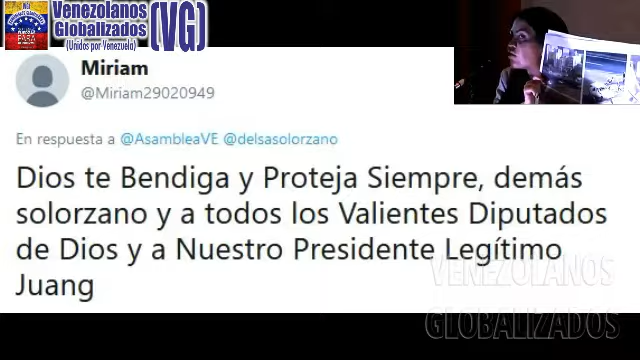 Venezolanos
Globalizados (VG)
(Unidos por Venezuela)
Miriam
@Miriam29020949
En respuesta a @AsambleaVE @delsasolorzano
Dios te Bendiga y Proteja Siempre, demás
solorzano y a todos los Valientes Diputados
de Dios y a Nuestro Presidente Legítimo
Juang
VENEZOLANOS
GLOBALIZADOS